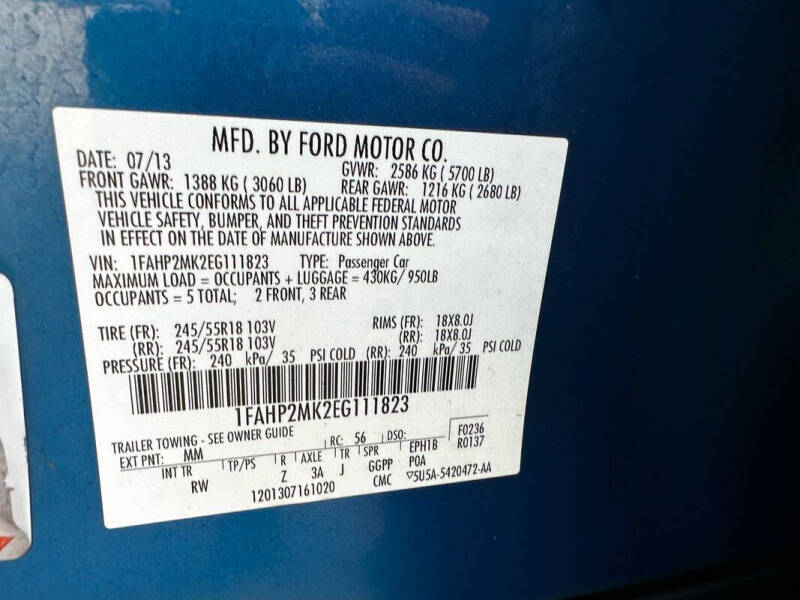 MFD. BY FORD MOTOR CO.
DATE: 07/13 GVWR: 2586 KG ( 5700 LB)
FRONT GAWR: 1388 KG ( 3060 LB) REAR GAWR: 1216 KG ( 2680 LB)
THIS VEHICLE CONFORMS TO ALL APPLICABLE FEDERAL MOTOR
VEHICLE SAFETY, BUMPER, AND THEFT PREVENTION STANDARDS
IN EFFECT ON THE DATE OF MANUFACTURE SHOWN ABOVE.
VIN: 1FAHP2MK2EG111823 TYPE: Passenger Car
MAXIMUM LOAD = OCCUPANTS + LUGGAGE = 430KG/ 950LB
OCCUPANTS = 5 TOTAL; 2 FRONT, 3 REAR
TIRE (FR): 245/55R18 103V RIMS (FR): 18X8.0J
(RR): 245/55R18 103V (RR): 18X8.0J
PRESSURE (FR): 240 kPa/ 35 PSI COLD (RR): 240 kPa/ 35 PSI COLD
1FAHP2MK2EG111823
TRAILER TOWING - SEE OWNER GUIDE RC: 56 DSO: F0236
EXT PNT: MM EPH1B R0137
INT TR TP/PS R AXLE TR SPR POA
RW Z 3A J GGPP
1201307161020 CMC ▽5U5A-5420472-AA